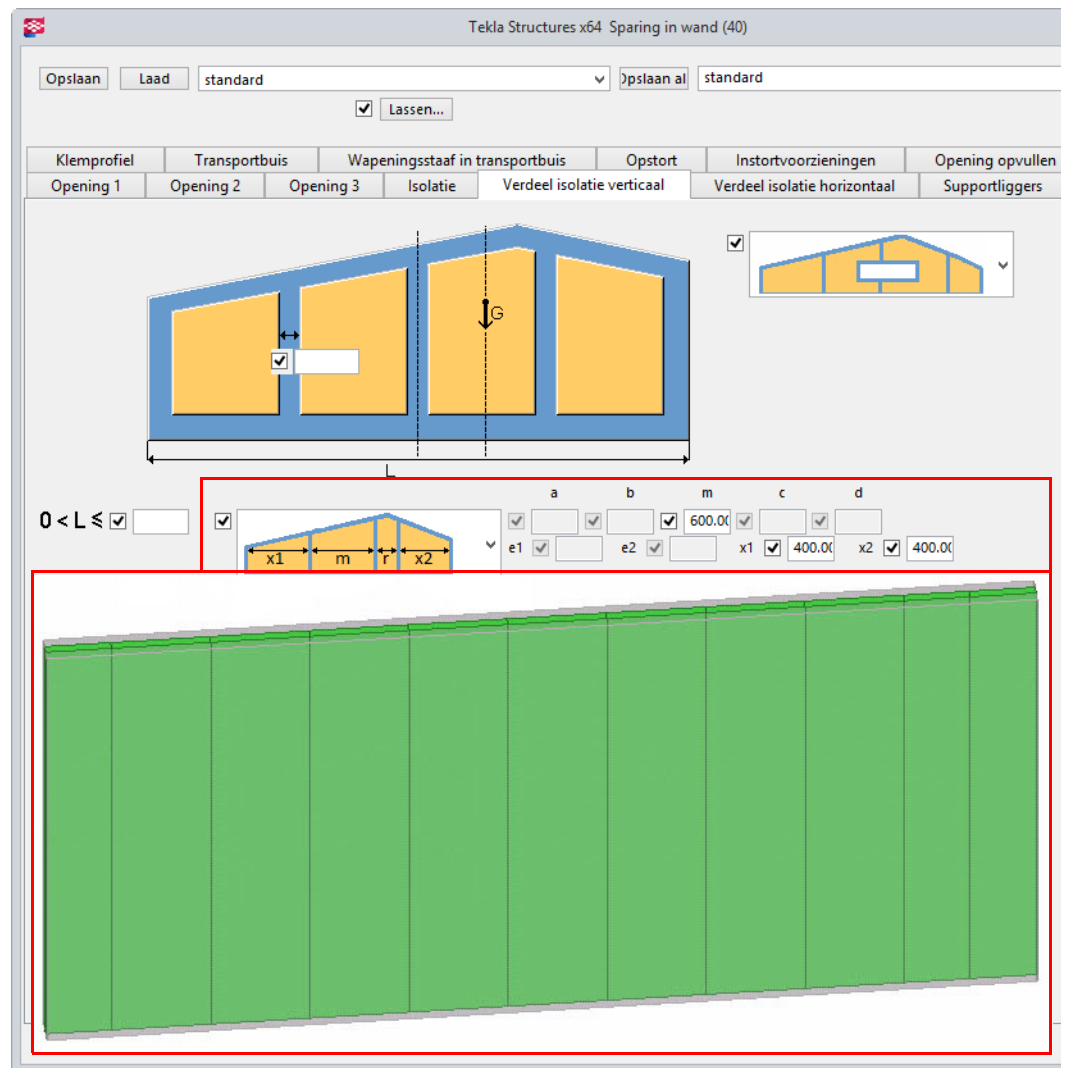 Tekla Structures x64 Sparing in wand (40)
Opslaan Laad standard Opslaan al standard
Lassen...
Klemprofiel Transportbuis Wapeningsstaaf in transportbuis Opstort Instortvoorzieningen Opening opvullen
Opening 1 Opening 2 Opening 3 Isolatie Verdeel isolatie verticaal Verdeel isolatie horizontaal Supportliggers
G
L
a b m c d
0 < L ≤ 600.00
x1 m r x2 e1 e2 x1 400.00 x2 400.00